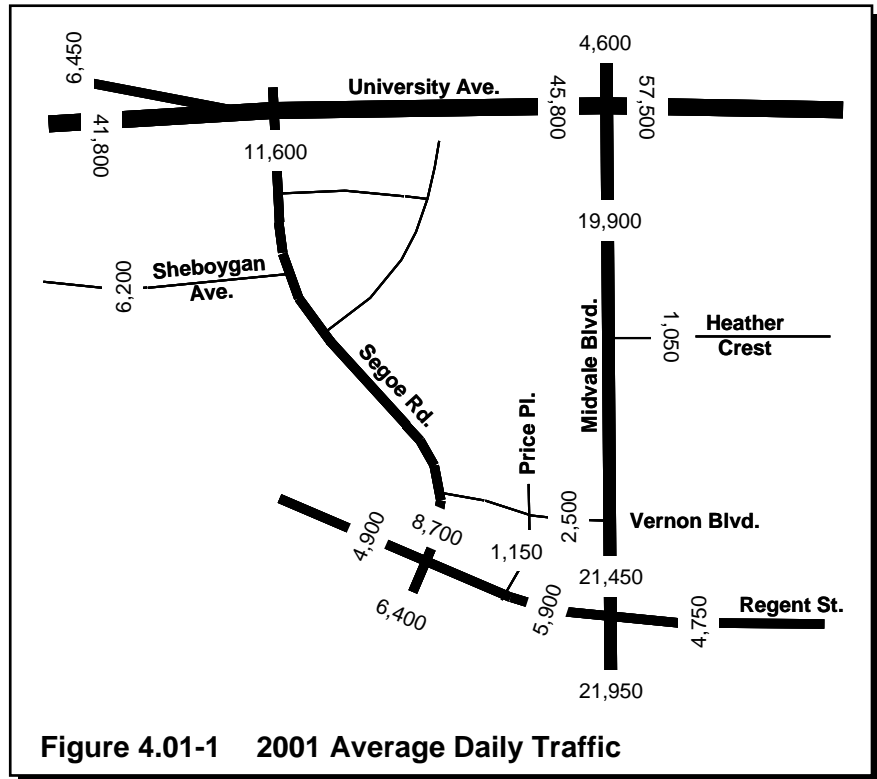 4,600
6,450
University Ave.
45,800
57,500
41,800
11,600
19,900
Sheboygan
Ave.
6,200
Midvale Blvd.
1,050
Heather
Crest
Segoe Rd.
Price Pl.
2,500
Vernon Blvd.
4,900
8,700
1,150
21,450
5,900
6,400
4,750
Regent St.
21,950
Figure 4.01-1 2001 Average Daily Traffic